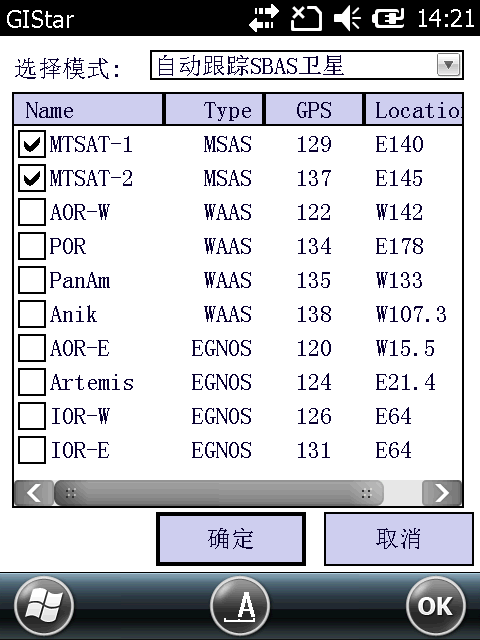 GIStar 14:21
选择模式: 自动跟踪SBAS卫星
Name Type GPS Location
MTSAT-1 MSAS 129 E140
MTSAT-2 MSAS 137 E145
AOR-W WAAS 122 W142
POR WAAS 134 E178
PanAm WAAS 135 W133
Anik WAAS 138 W107.3
AOR-E EGNOS 120 W15.5
Artemis EGNOS 124 E21.4
IOR-W EGNOS 126 E64
IOR-E EGNOS 131 E64
确定 取消
A OK